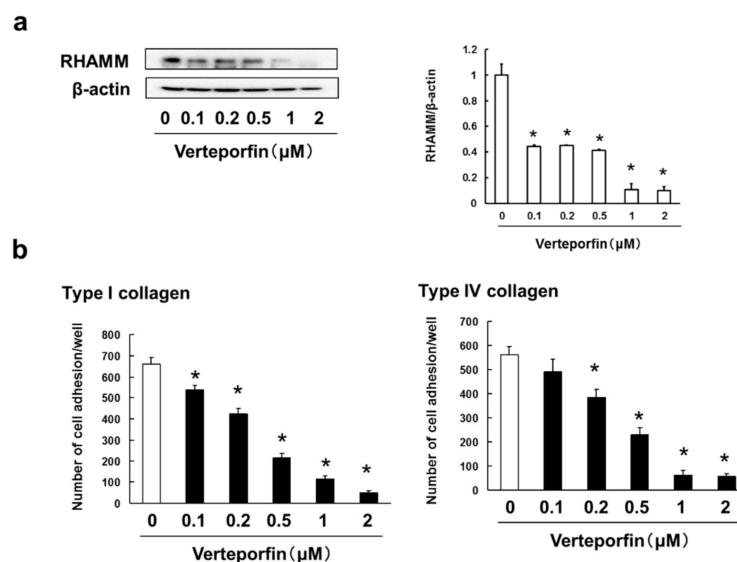 a
RHAMM
β-actin
0 0.1 0.2 0.5 1 2
Verteporfin(μM)
RHAMM/β-actin
1.2
1
0.8
0.6
0.4
0.2
0
* * * * *
0 0.1 0.2 0.5 1 2
Verteporfin(μM)
b
Type I collagen
Number of cell adhesion/well
800
700
600
500
400
300
200
100
0
* * * * *
0 0.1 0.2 0.5 1 2
Verteporfin(μM)
Type IV collagen
Number of cell adhesion/well
700
600
500
400
300
200
100
0
* * * *
0 0.1 0.2 0.5 1 2
Verteporfin(μM)